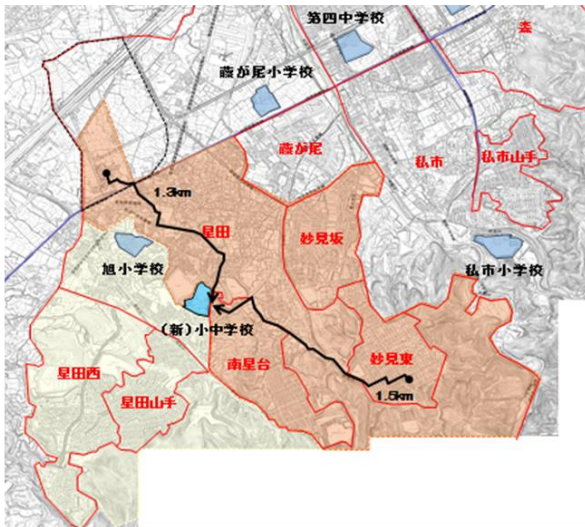 第四中学校
森
藤が尾小学校
藤が尾
私市
私市山手
1.3km
星田
妙見坂
旭小学校
私市小学校
(新)小中学校
南星台
妙見東
星田西
星田山手
1.5km